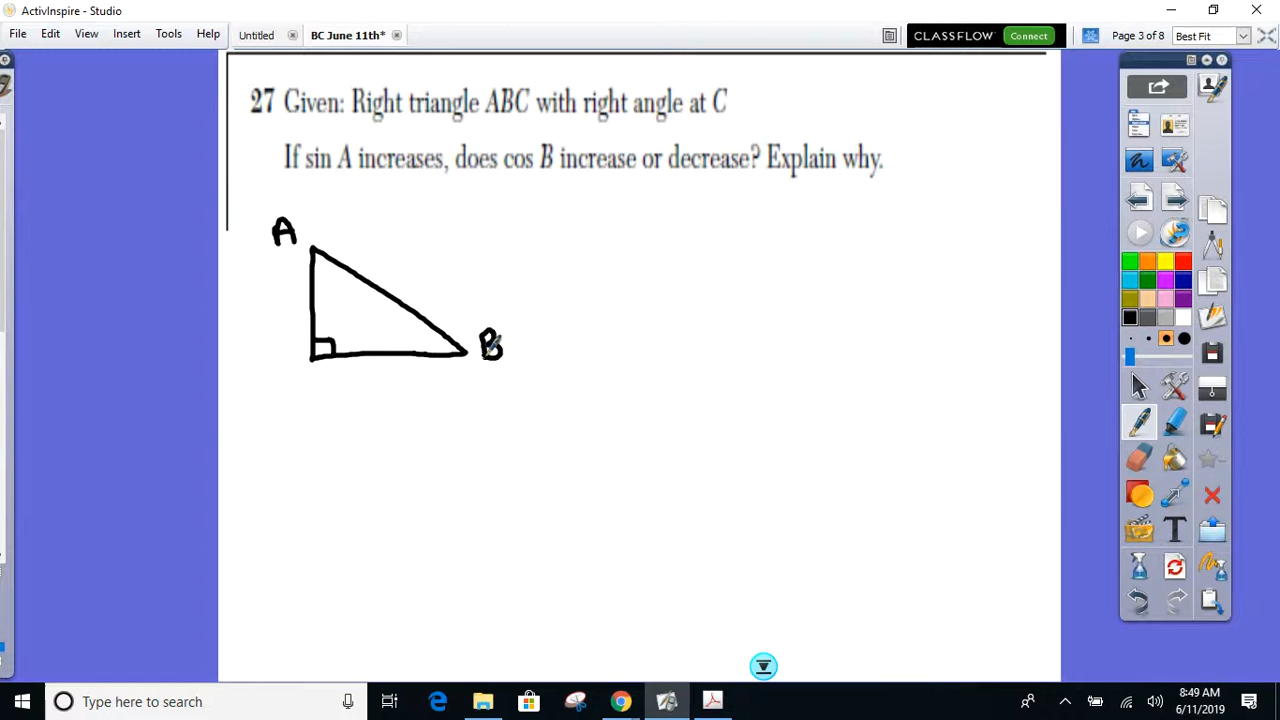 ActivInspire - Studio
File Edit View Insert Tools Help Untitled BC June 11th* CLASSFLOW Connect Page 3 of 8 Best Fit
27 Given: Right triangle ABC with right angle at C
If sin A increases, does cos B increase or decrease? Explain why.
A
B
T
Type here to search
8:49 AM
6/11/2019